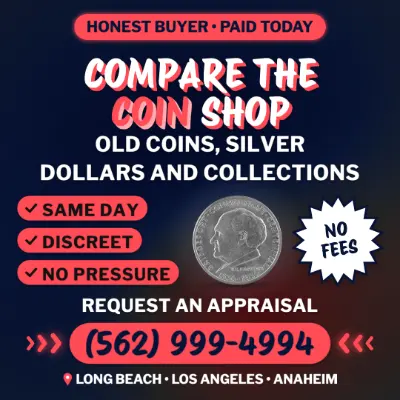 HONEST BUYER • PAID TODAY
COMPARE THE
COIN SHOP
OLD COINS, SILVER
DOLLARS AND COLLECTIONS
✓ SAME DAY
✓ DISCREET
✓ NO PRESSURE
NO
FEES
REQUEST AN APPRAISAL
(562) 999-4994
LONG BEACH • LOS ANGELES • ANAHEIM